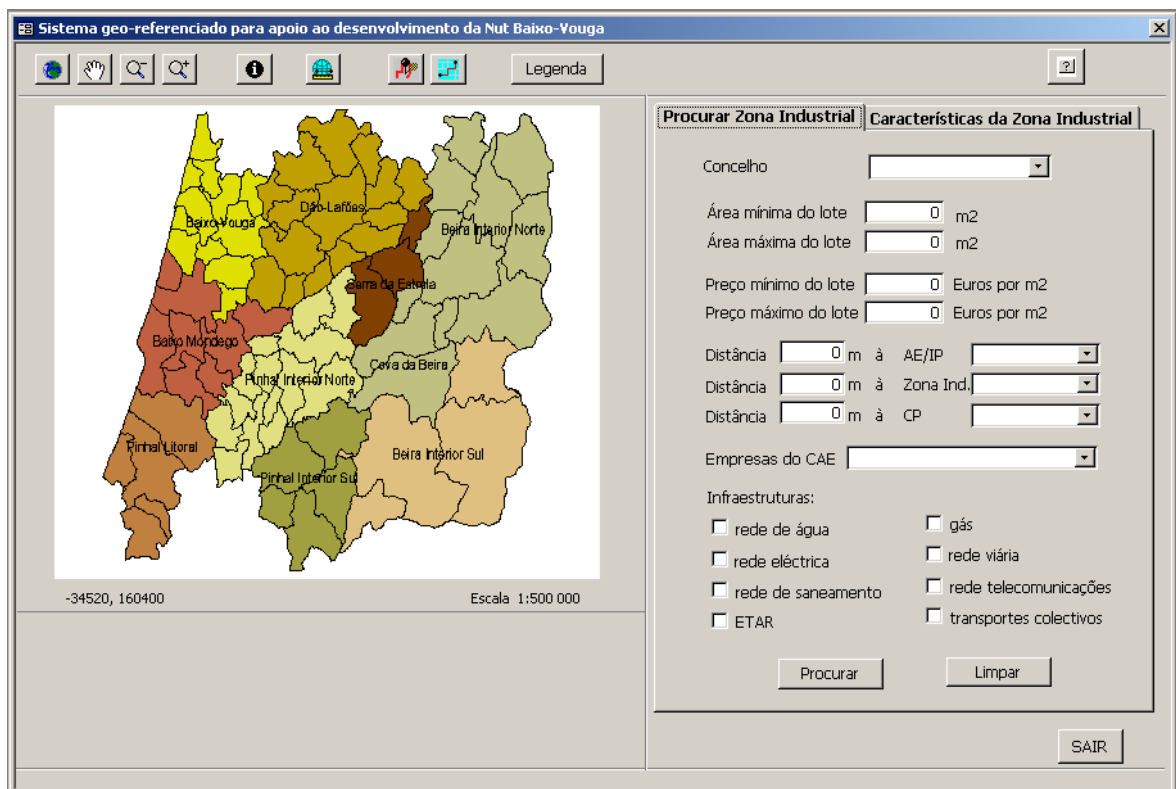 Sistema geo-referenciado para apoio ao desenvolvimento da Nut Baixo-Vouga
Legenda
?
Procurar Zona Industrial
Características da Zona Industrial
Baixo-Vouga
Dão-Lafões
Beira Interior Norte
Serra da Estrela
Baixo Mondego
Cova da Beira
Pinhal Interior Norte
Pinhal Litoral
Beira Interior Sul
Pinhal Interior Sul
-34520, 160400
Escala 1:500 000
Concelho
Área mínima do lote 0 m2
Área máxima do lote 0 m2
Preço mínimo do lote 0 Euros por m2
Preço máximo do lote 0 Euros por m2
Distância 0 m à AE/IP
Distância 0 m à Zona Ind.
Distância 0 m à CP
Empresas do CAE
Infraestruturas:
rede de água
gás
rede eléctrica
rede viária
rede de saneamento
rede telecomunicações
ETAR
transportes colectivos
Procurar
Limpar
SAIR